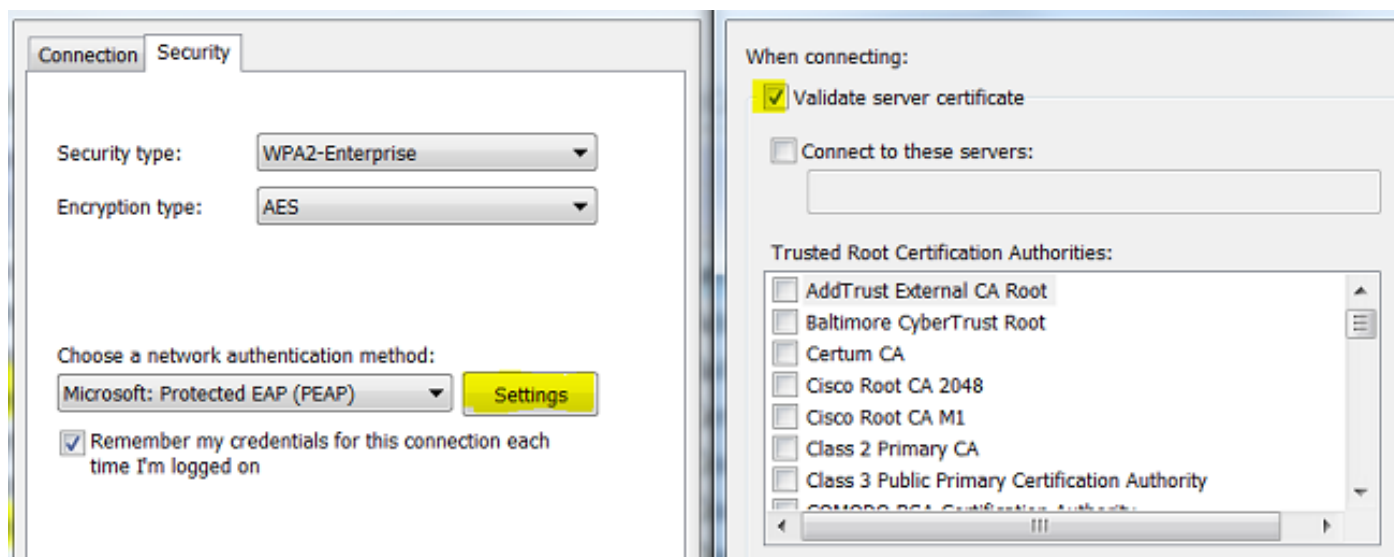 Connection
Security
Security type:
WPA2-Enterprise
Encryption type:
AES
Choose a network authentication method:
Microsoft: Protected EAP (PEAP)
Settings
Remember my credentials for this connection each
time I'm logged on
When connecting:
Validate server certificate
Connect to these servers:
Trusted Root Certification Authorities:
AddTrust External CA Root
Baltimore CyberTrust Root
Certum CA
Cisco Root CA 2048
Cisco Root CA M1
Class 2 Primary CA
Class 3 Public Primary Certification Authority